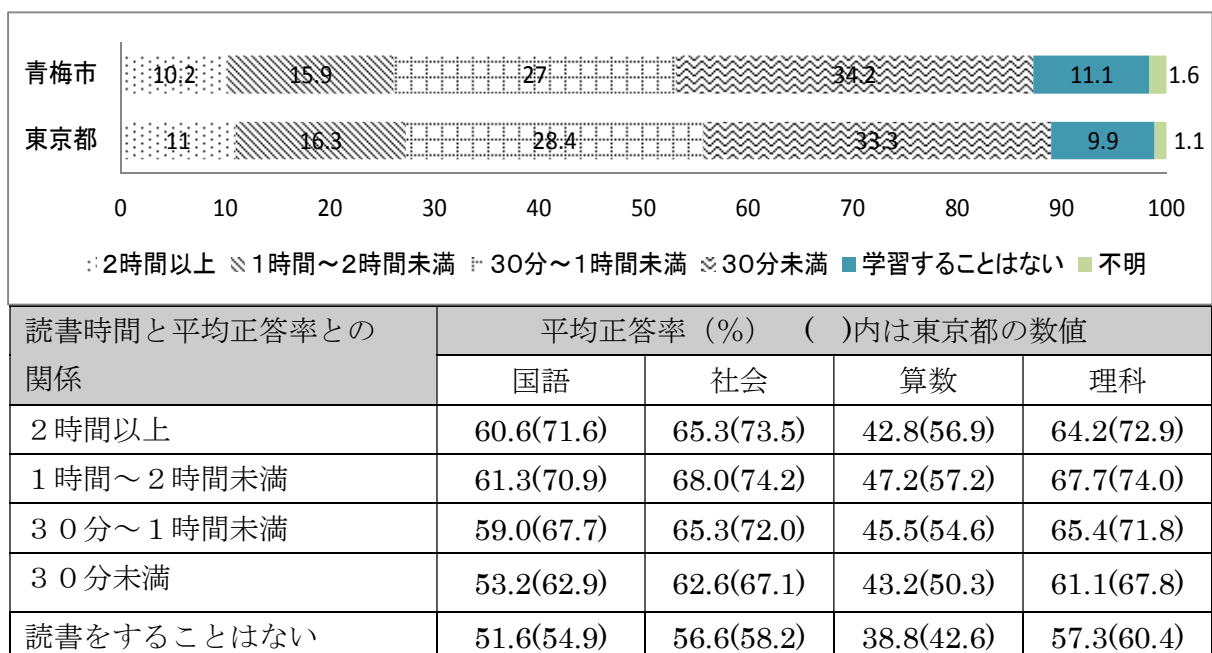 青梅市 10.2 15.9 27 34.2 11.1 1.6
東京都 11 16.3 28.4 33.3 9.9 1.1
0 10 20 30 40 50 60 70 80 90 100
2時間以上 1時間～2時間未満 30分～1時間未満 30分未満 学習することはない 不明
読書時間と平均正答率との 平均正答率（％） （ )内は東京都の数値
関係 国語 社会 算数 理科
２時間以上 60.6(71.6) 65.3(73.5) 42.8(56.9) 64.2(72.9)
１時間～２時間未満 61.3(70.9) 68.0(74.2) 47.2(57.2) 67.7(74.0)
３０分～１時間未満 59.0(67.7) 65.3(72.0) 45.5(54.6) 65.4(71.8)
３０分未満 53.2(62.9) 62.6(67.1) 43.2(50.3) 61.1(67.8)
読書をすることはない 51.6(54.9) 56.6(58.2) 38.8(42.6) 57.3(60.4)